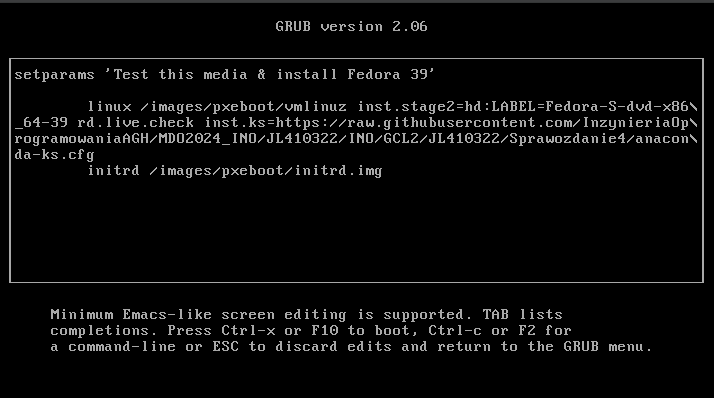 GRUB version 2.06
setparams 'Test this media & install Fedora 39'
linux /images/pxeboot/vmlinuz inst.stage2=hd:LABEL=Fedora-S-dvd-x86\
_64-39 rd.live.check inst.ks=https://raw.githubusercontent.com/InzynieriaOp\
rogramowaniaAGH/MDO2024_INO/JL410322/INO/GCL2/JL410322/Sprawozdanie4/anacon\
da-ks.cfg
initrd /images/pxeboot/initrd.img
Minimum Emacs-like screen editing is supported. TAB lists
completions. Press Ctrl-x or F10 to boot, Ctrl-c or F2 for
a command-line or ESC to discard edits and return to the GRUB menu.